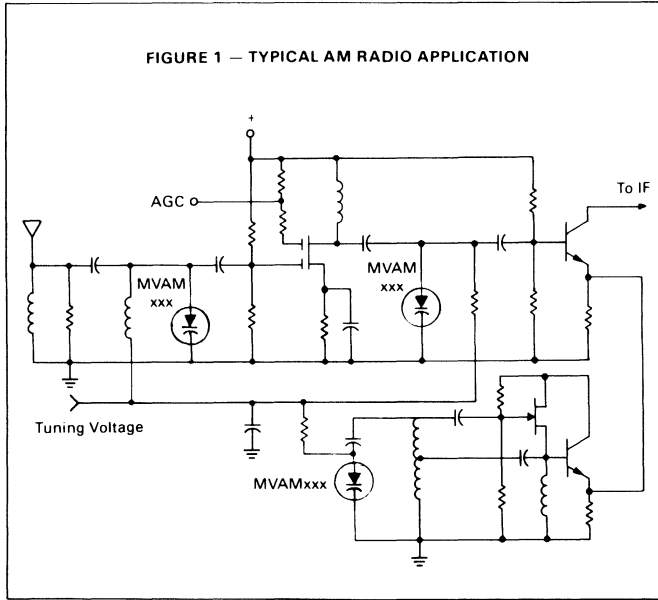 FIGURE 1 — TYPICAL AM RADIO APPLICATION
+
To IF
AGC
MVAM
xxx
MVAM
xxx
Tuning Voltage
MVAMxxx